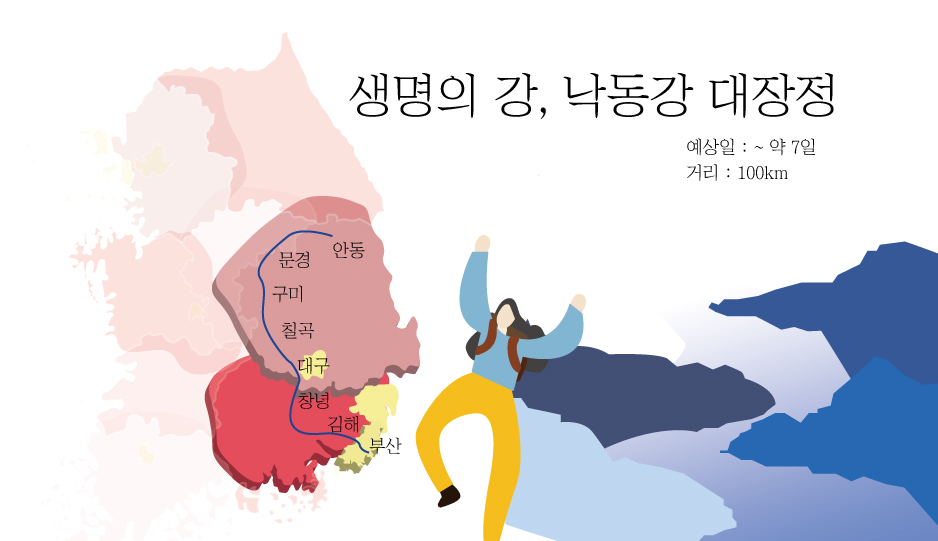 생명의 강, 낙동강 대장정
예상일 : ~ 약 7일
거리 : 100km
안동
문경
구미
칠곡
대구
창녕
김해
부산